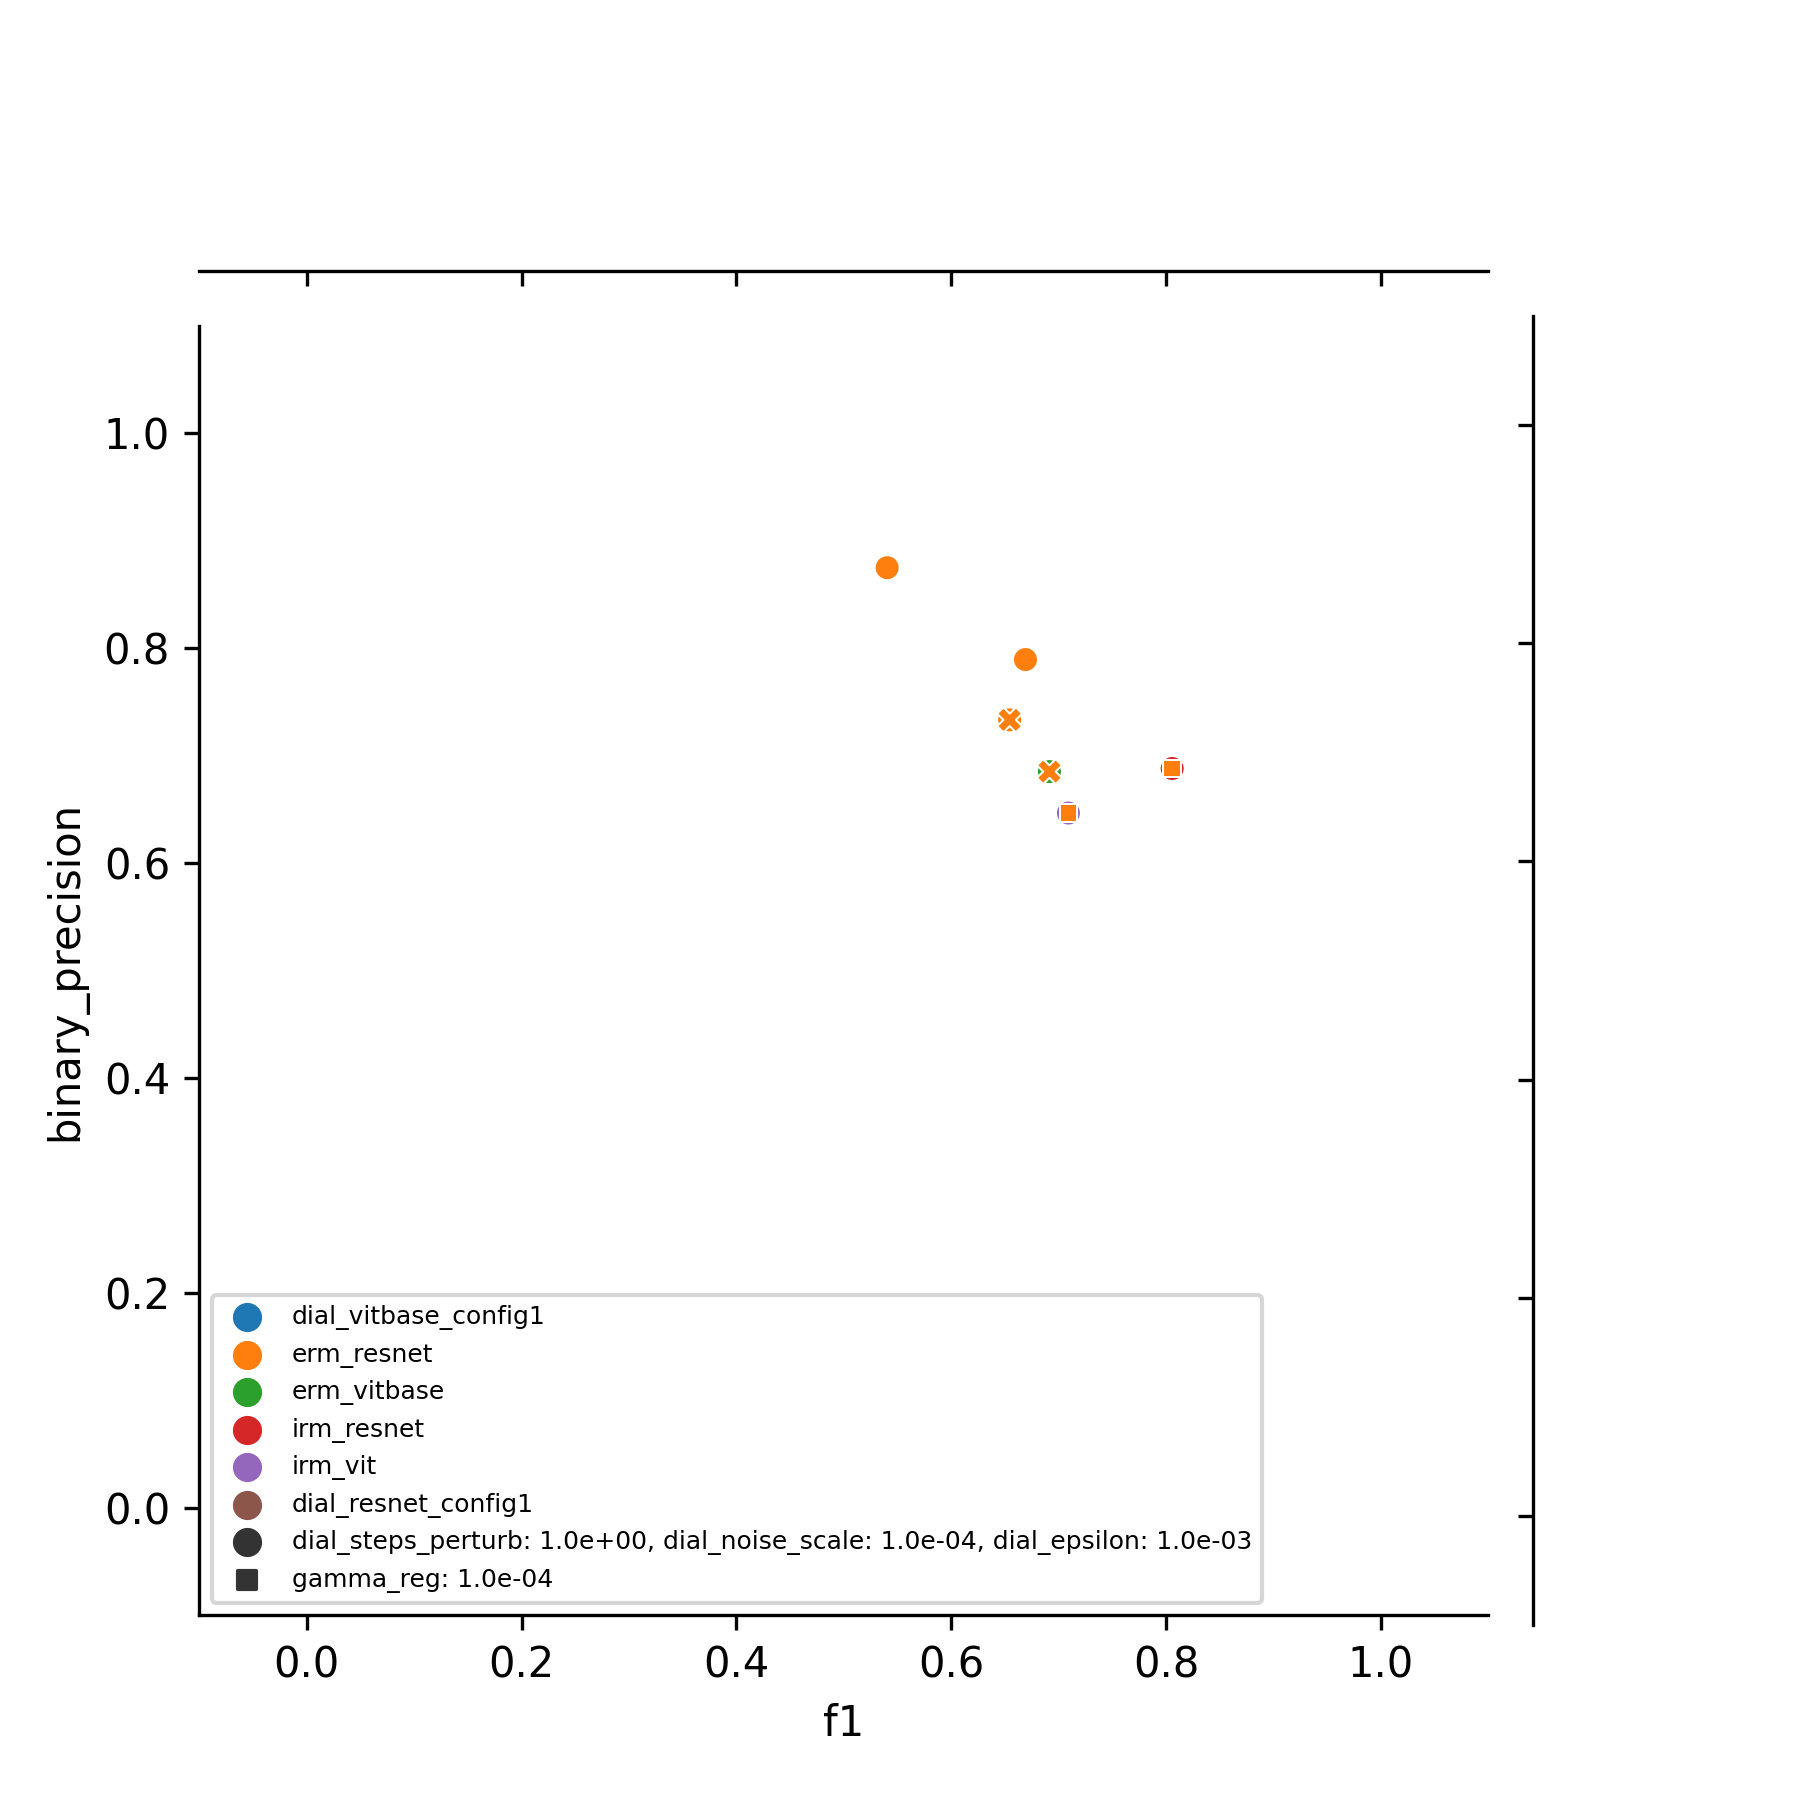 1.0
0.8
0.6
0.4
0.2
0.0
binary_precision
dial_vitbase_config1
erm_resnet
erm_vitbase
irm_resnet
irm_vit
dial_resnet_config1
dial_steps_perturb: 1.0e+00, dial_noise_scale: 1.0e-04, dial_epsilon: 1.0e-03
gamma_reg: 1.0e-04
0.0 0.2 0.4 0.6 0.8 1.0
f1